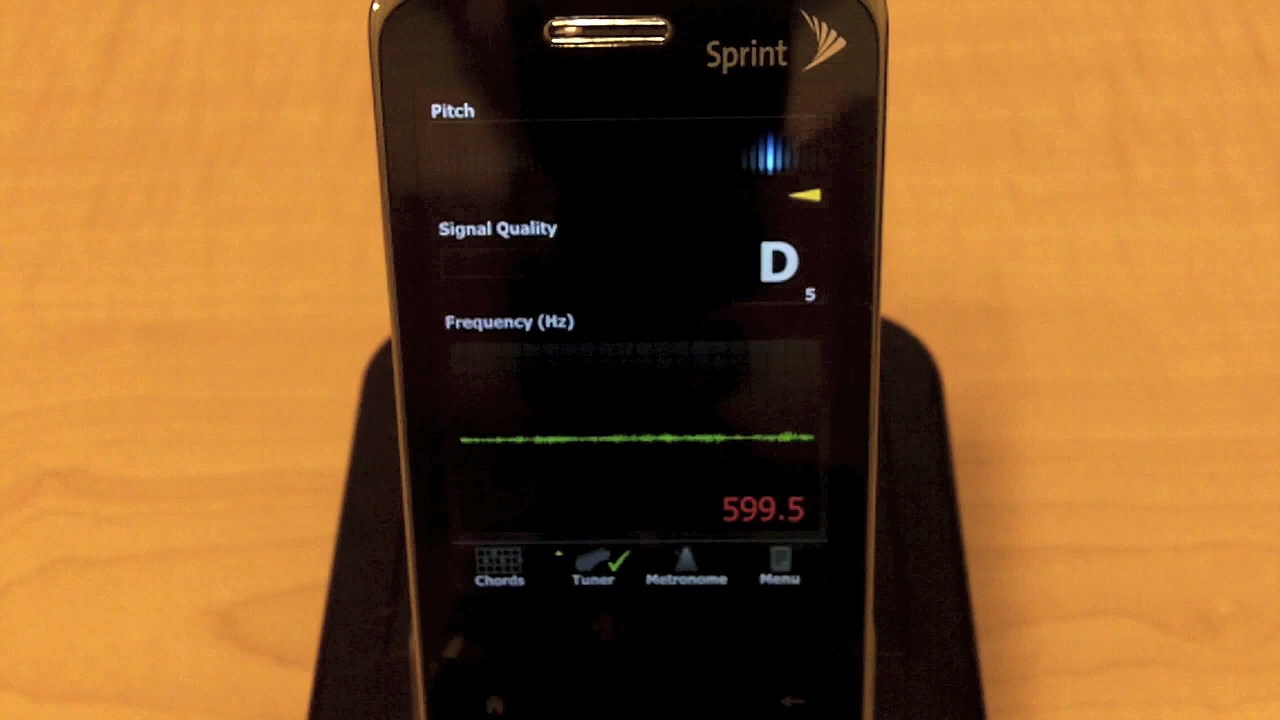 Sprint
Pitch
Signal Quality
D
5
Frequency (Hz)
599.5
Chords Tuner Metronome Menu